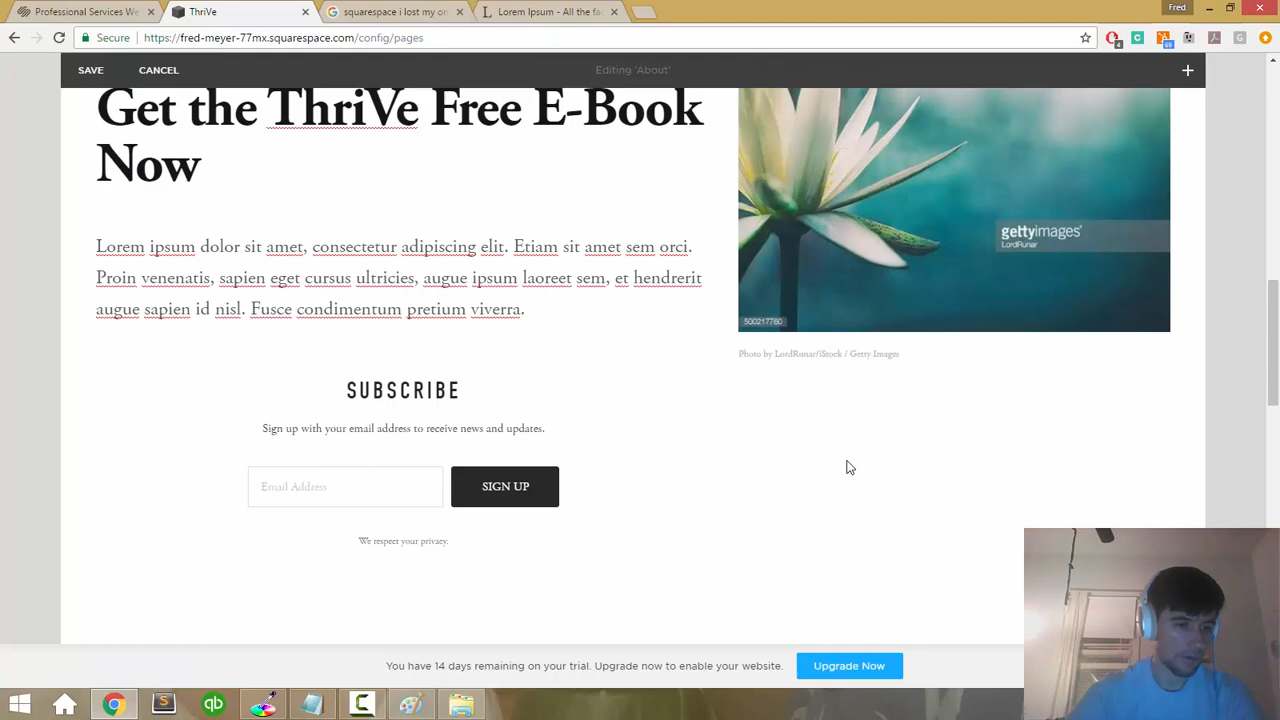 Professional Services We
ThriVe
squarespace i lost my or
Lorem Ipsum - All the fa
Fred
Secure
https://fred-meyer-77mx.squarespace.com/config/pages
SAVE
CANCEL
Editing 'About'
Get the ThriVe Free E-Book
Now
Lorem ipsum dolor sit amet, consectetur adipiscing elit. Etiam sit amet sem orci.
Proin venenatis, sapien eget cursus ultricies, augue ipsum laoreet sem, et hendrerit
augue sapien id nisl. Fusce condimentum pretium viverra.
gettyimages®
LordRunar
500217760
Photo by LordRunar/iStock / Getty Images
SUBSCRIBE
Sign up with your email address to receive news and updates.
Email Address
SIGN UP
We respect your privacy.
You have 14 days remaining on your trial. Upgrade now to enable your website.
Upgrade Now